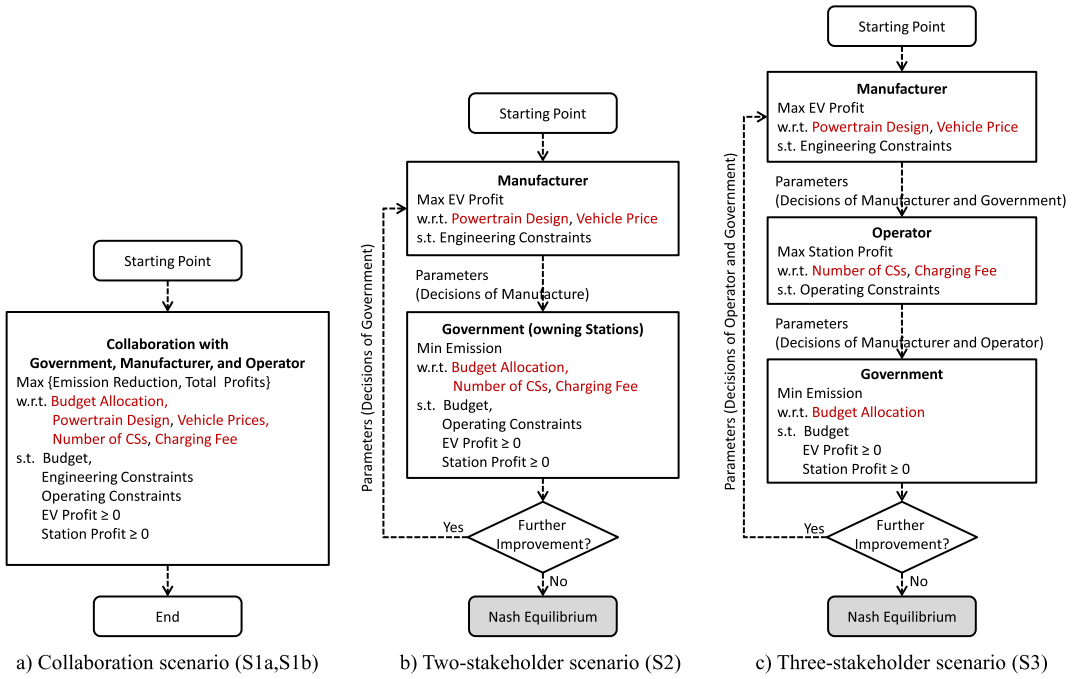 Starting Point
Collaboration with
Government, Manufacturer, and Operator
Max {Emission Reduction, Total Profits}
w.r.t. Budget Allocation,
Powertrain Design, Vehicle Prices,
Number of CSs, Charging Fee
s.t. Budget,
Engineering Constraints
Operating Constraints
EV Profit ≥ 0
Station Profit ≥ 0
End
a) Collaboration scenario (S1a,S1b)
Starting Point
Manufacturer
Max EV Profit
w.r.t. Powertrain Design, Vehicle Price
s.t. Engineering Constraints
Parameters
(Decisions of Manufacture)
Parameters (Decisions of Government)
Government (owning Stations)
Min Emission
w.r.t. Budget Allocation,
Number of CSs, Charging Fee
s.t. Budget,
Operating Constraints
EV Profit ≥ 0
Station Profit ≥ 0
Yes
Further
Improvement?
No
Nash Equilibrium
b) Two-stakeholder scenario (S2)
Starting Point
Manufacturer
Max EV Profit
w.r.t. Powertrain Design, Vehicle Price
s.t. Engineering Constraints
Parameters
(Decisions of Manufacturer and Government)
Parameters (Decisions of Operator and Government)
Operator
Max Station Profit
w.r.t. Number of CSs, Charging Fee
s.t. Operating Constraints
Parameters
(Decisions of Manufacturer and Operator)
Government
Min Emission
w.r.t. Budget Allocation
s.t. Budget
EV Profit ≥ 0
Station Profit ≥ 0
Yes
Further
Improvement?
No
Nash Equilibrium
c) Three-stakeholder scenario (S3)